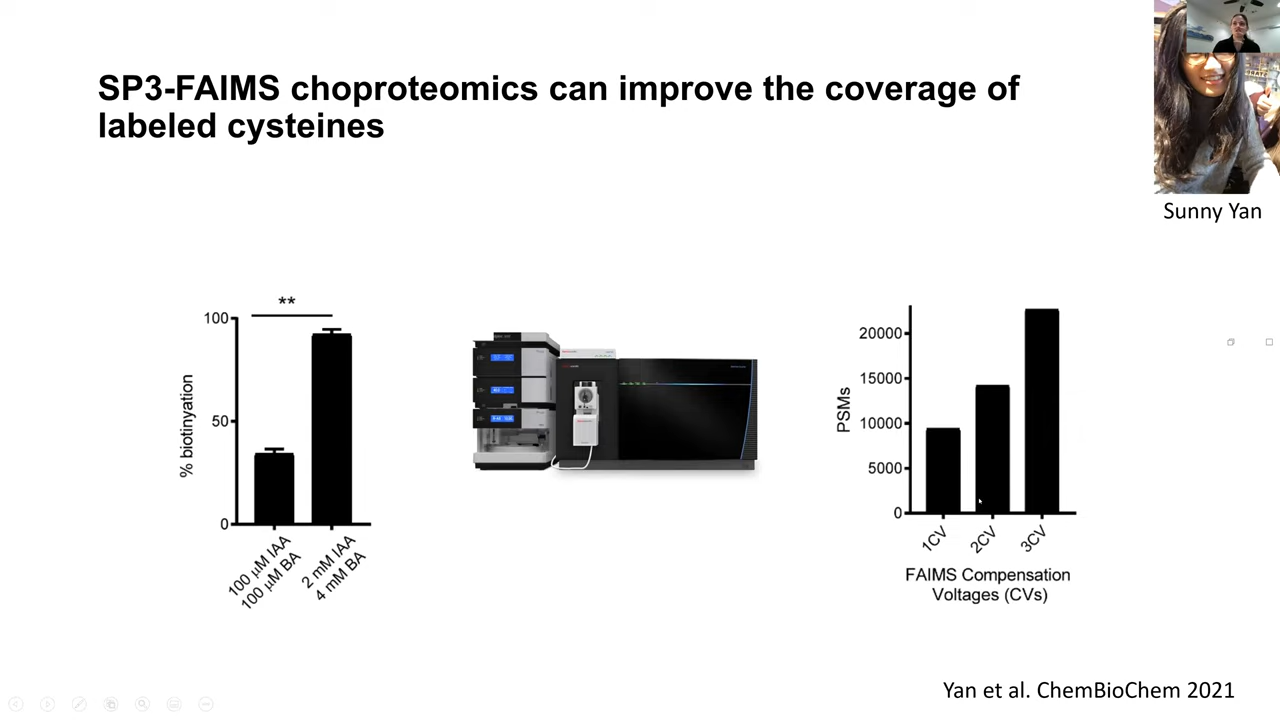 SP3-FAIMS choproteomics can improve the coverage of
labeled cysteines
Sunny Yan
**
100
50
0
% biotinyation
100 µM IAA
100 µM BA
2 mM IAA
4 mM BA
20000
15000
10000
5000
0
PSMs
1CV
2CV
3CV
FAIMS Compensation
Voltages (CVs)
Yan et al. ChemBioChem 2021